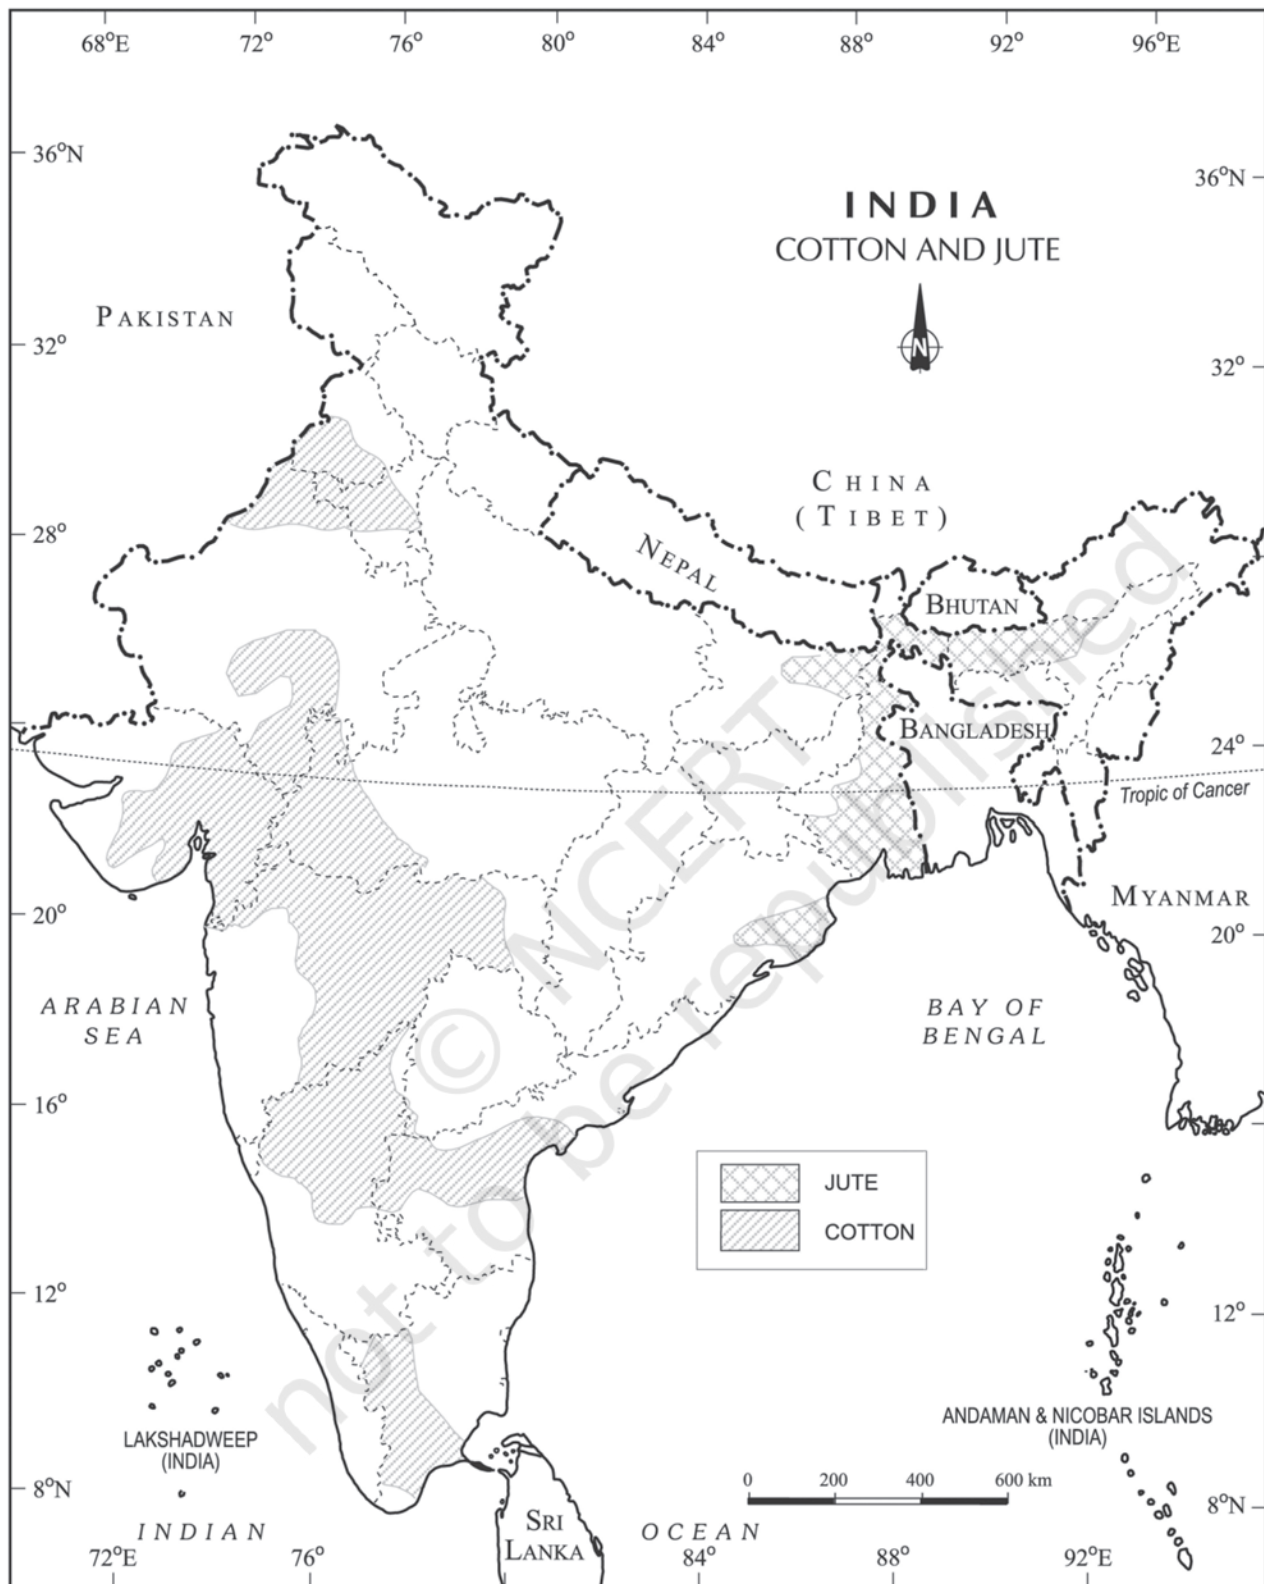 68°E 72° 76° 80° 84° 88° 92° 96°E
36°N
36°N
INDIA
COTTON AND JUTE
N
PAKISTAN
32°
32°
CHINA
(TIBET)
28°
NEPAL
BHUTAN
BANGLADESH
24°
Tropic of Cancer
MYANMAR
20°
20°
ARABIAN
SEA
BAY OF
BENGAL
16°
JUTE
COTTON
12°
12°
LAKSHADWEEP
(INDIA)
ANDAMAN & NICOBAR ISLANDS
(INDIA)
0 200 400 600 km
8°N
8°N
SRI
LANKA
INDIAN OCEAN
72°E 76° 84° 88° 92°E
© NCERT
not to be republished